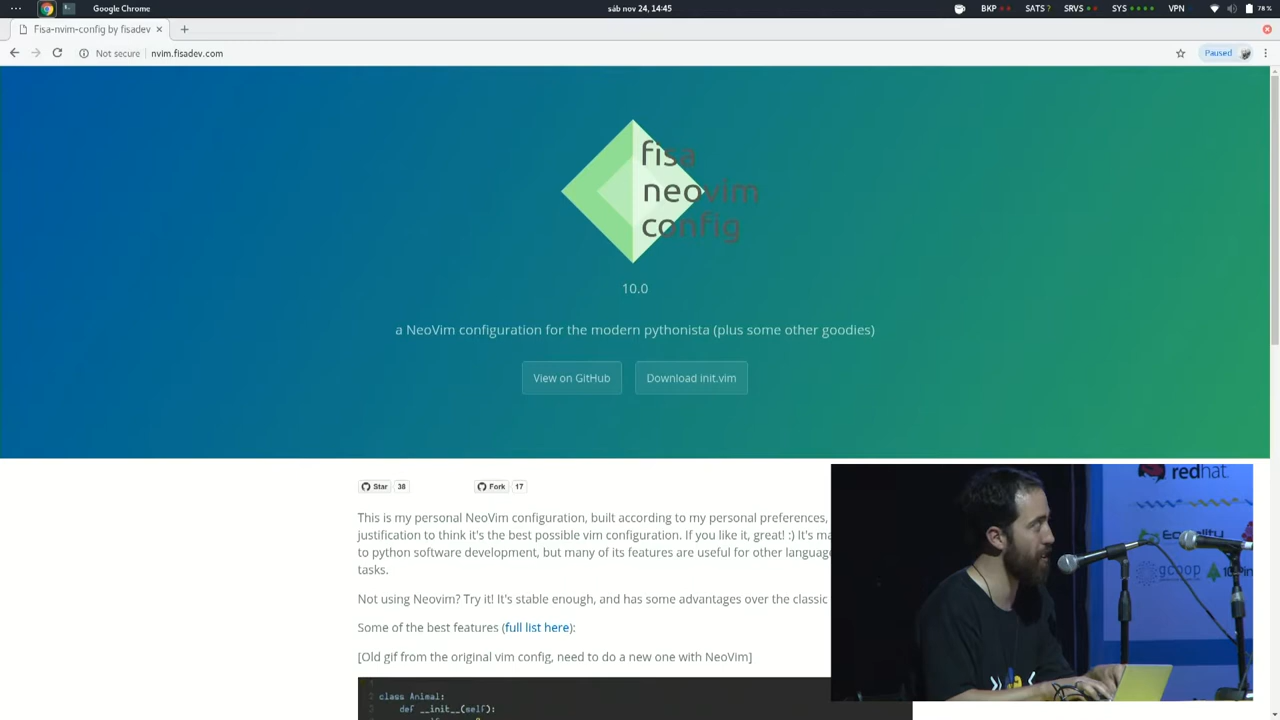 Google Chrome
sáb nov 24, 14:45
BKP
SATS ?
SRVS
SYS
VPN
78 %
Fisa-nvim-config by fisadev
Not secure
nvim.fisadev.com
Paused
fisa
neovim
config
10.0
a NeoVim configuration for the modern pythonista (plus some other goodies)
View on GitHub
Download init.vim
Star
38
Fork
17
This is my personal NeoVim configuration, built according to my personal preferences,
justification to think it's the best possible vim configuration. If you like it, great! :) It's
to python software development, but many of its features are useful for other
tasks.
Not using Neovim? Try it! It's stable enough, and has some advantages over the classic
Some of the best features (full list here):
[Old gif from the original vim config, need to do a new one with NeoVim]
1
2 class Animal:
3 def __init__(self):
redhat
gcoop